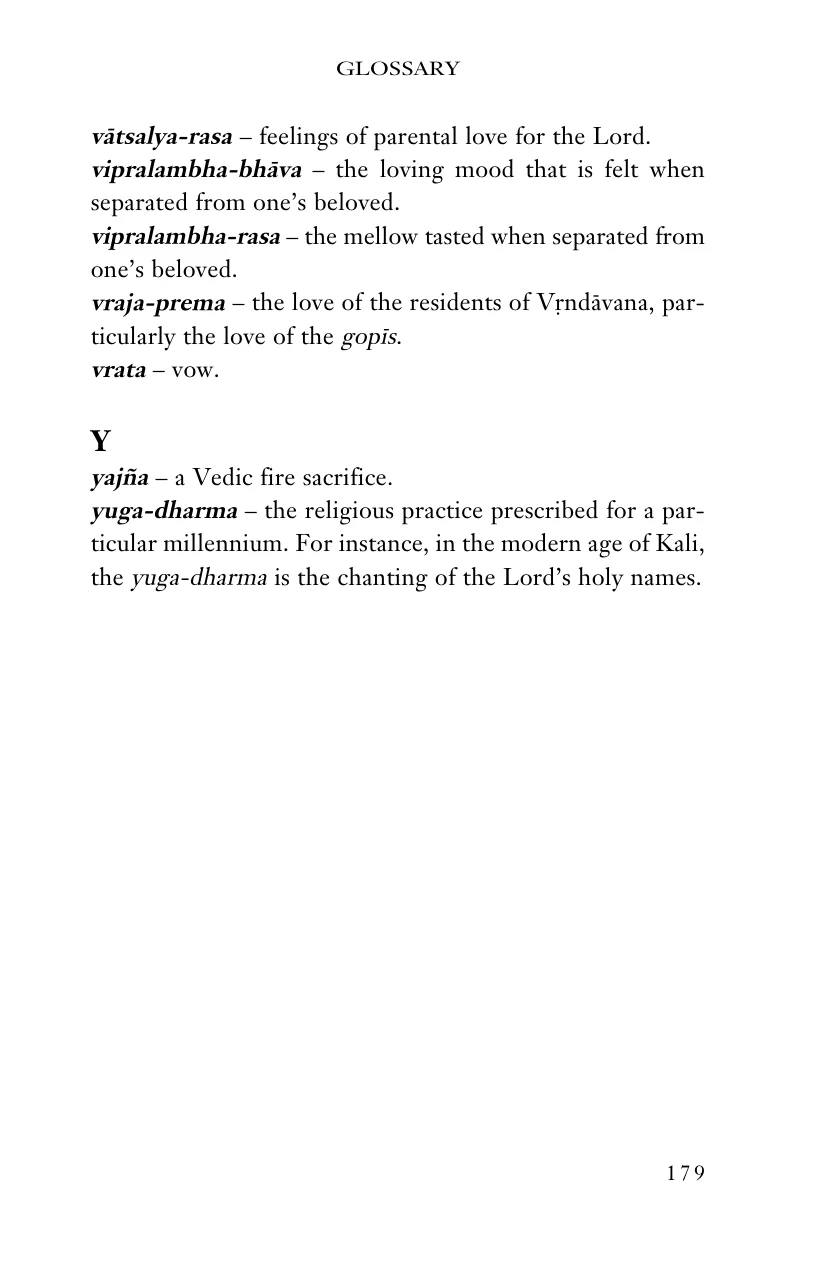 GLOSSARY
vātsalya-rasa – feelings of parental love for the Lord.
vipralambha-bhāva – the loving mood that is felt when
separated from one’s beloved.
vipralambha-rasa – the mellow tasted when separated from
one’s beloved.
vraja-prema – the love of the residents of Vṛndāvana, par-
ticularly the love of the gopīs.
vrata – vow.
Y
yajña – a Vedic fire sacrifice.
yuga-dharma – the religious practice prescribed for a par-
ticular millennium. For instance, in the modern age of Kali,
the yuga-dharma is the chanting of the Lord’s holy names.
179